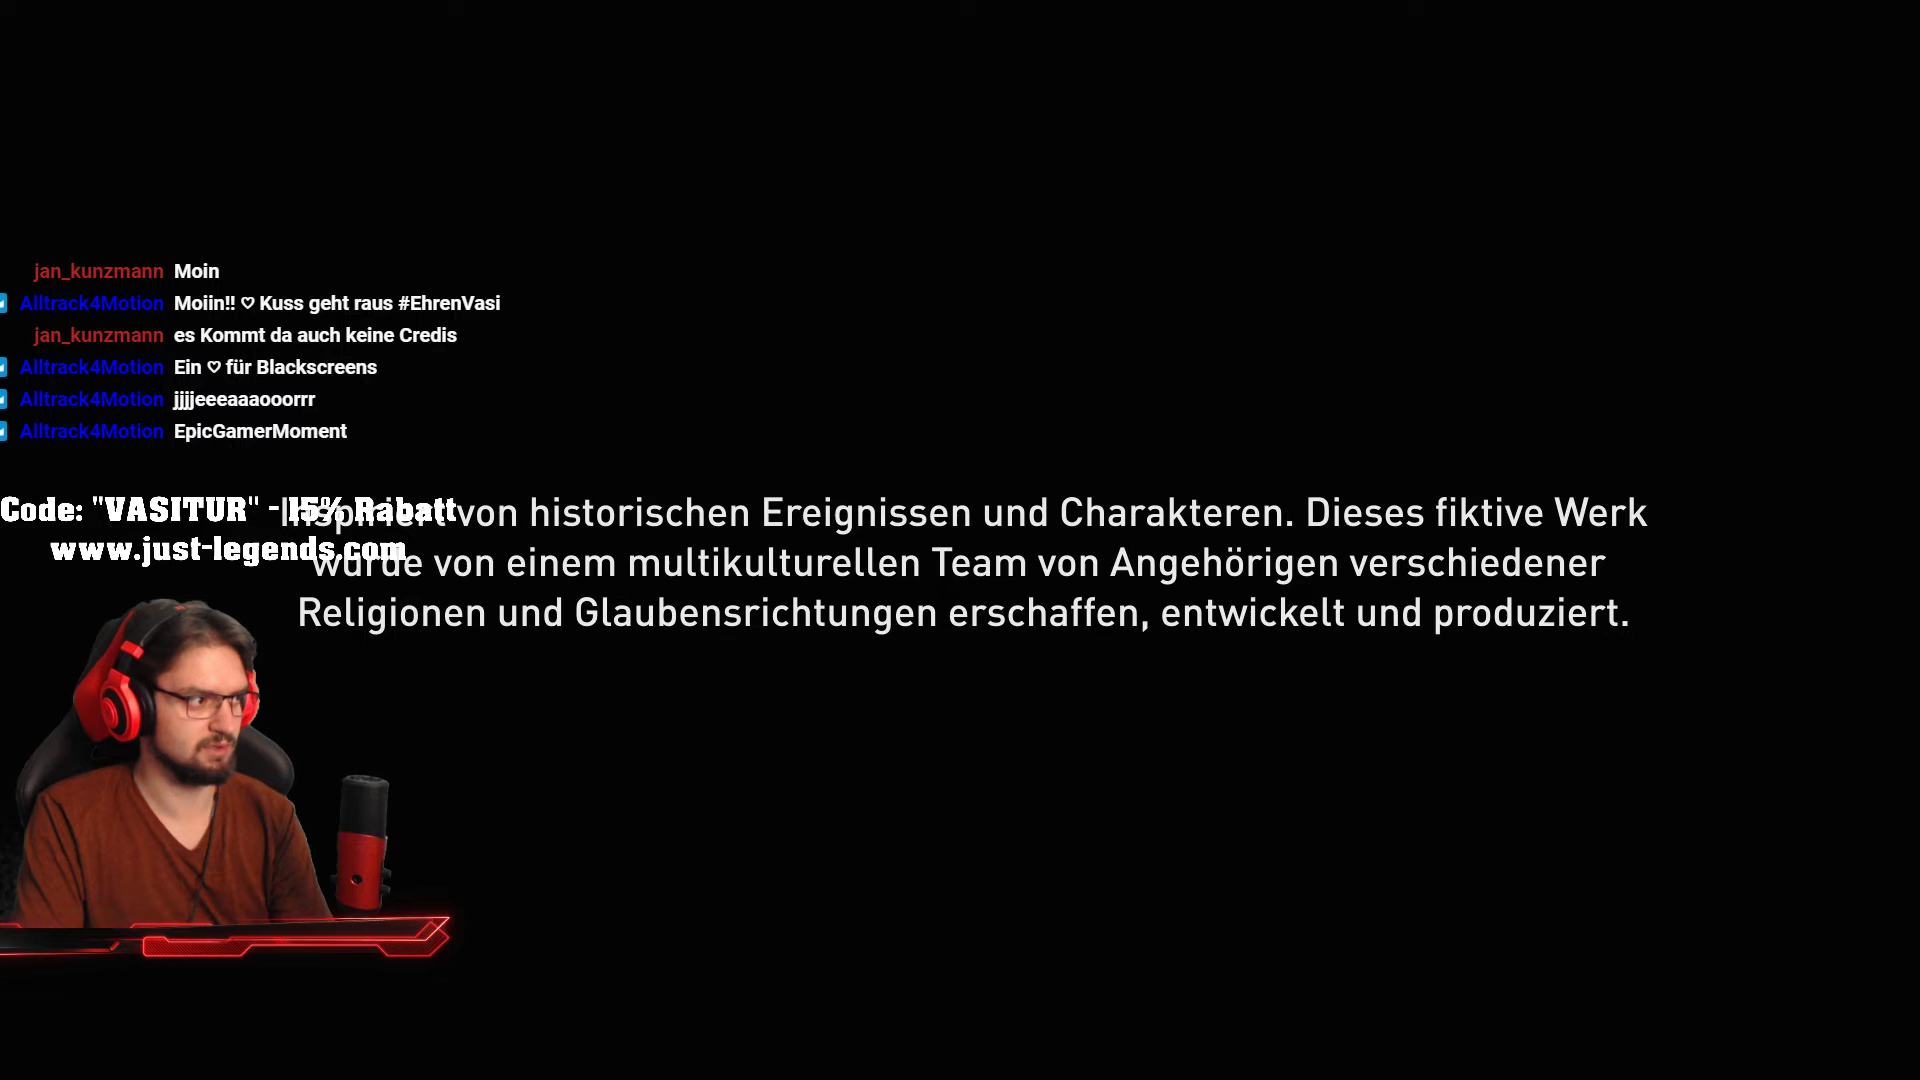 jan_kunzmann Moin
Alltrack4Motion Moiin!! ♡ Kuss geht raus #EhrenVasi
jan_kunzmann es Kommt da auch keine Credis
Alltrack4Motion Ein ♡ für Blackscreens
Alltrack4Motion jjjjeeeaaaooorrr
Alltrack4Motion EpicGamerMoment
Code: "VASITUR" - 15% Rabatt
www.just-legends.com
Inspiriert von historischen Ereignissen und Charakteren. Dieses fiktive Werk
wurde von einem multikulturellen Team von Angehörigen verschiedener
Religionen und Glaubensrichtungen erschaffen, entwickelt und produziert.